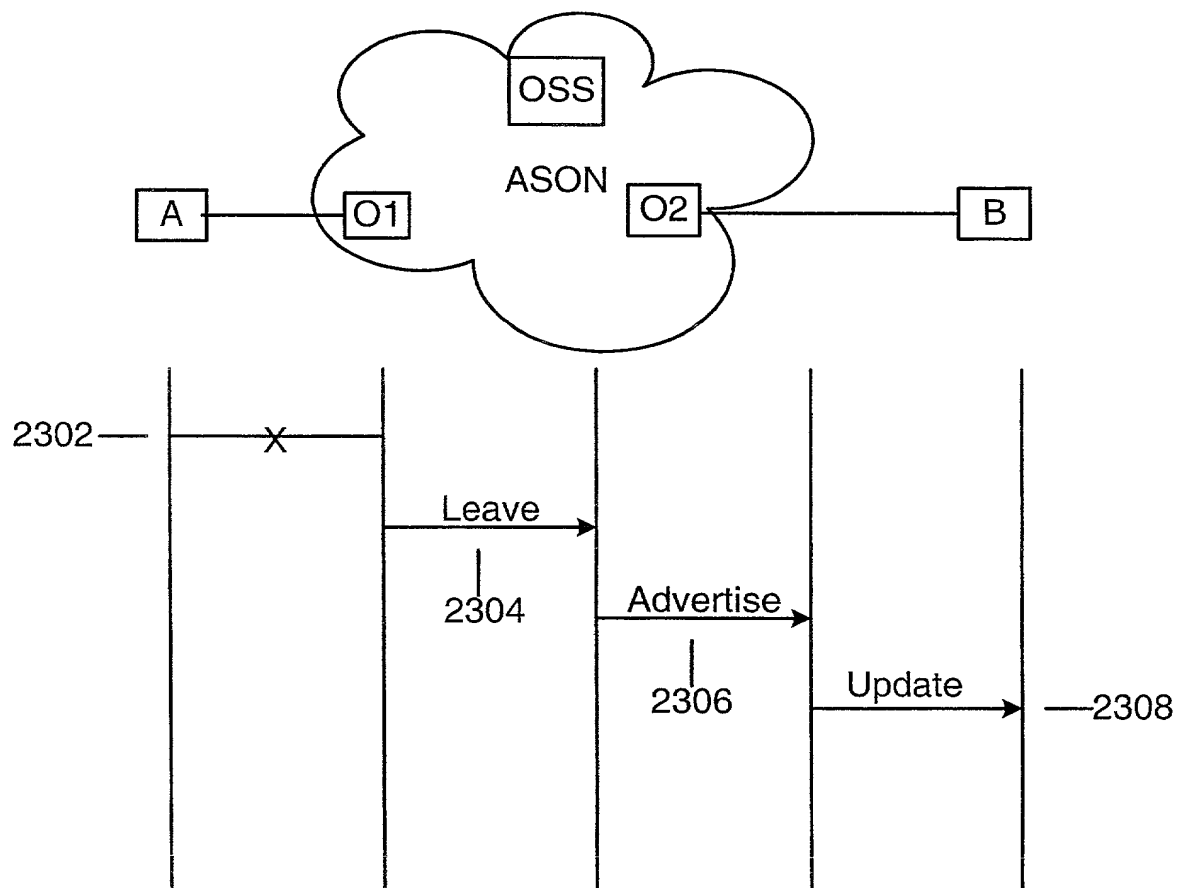 OSS
ASON
A
O1
O2
B
2302
X
Leave
2304
Advertise
2306
Update
2308